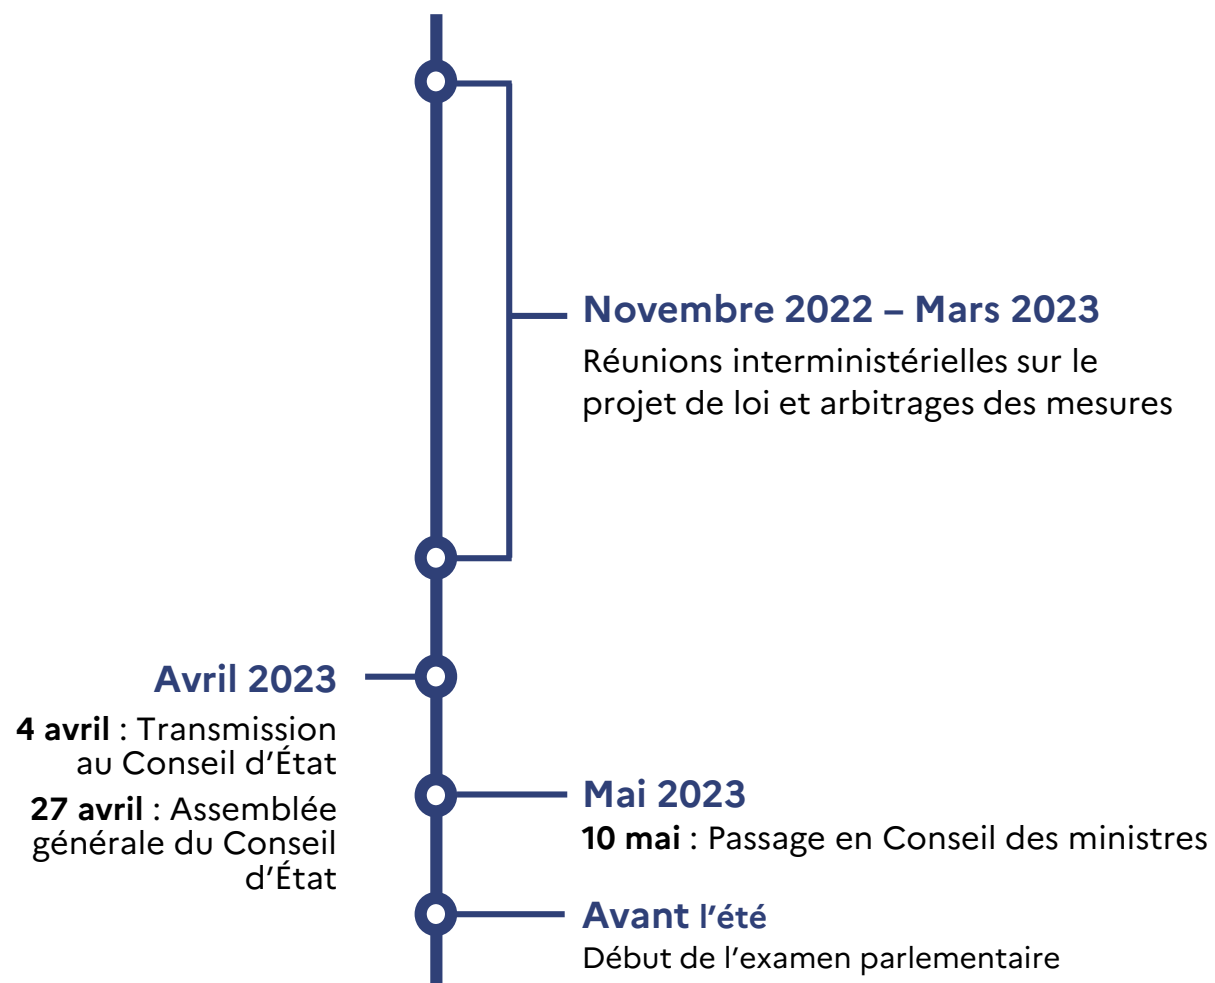 Novembre 2022 – Mars 2023
Réunions interministérielles sur le
projet de loi et arbitrages des mesures
Avril 2023
4 avril : Transmission
au Conseil d’État
27 avril : Assemblée
générale du Conseil
d’État
Mai 2023
10 mai : Passage en Conseil des ministres
Avant l’été
Début de l’examen parlementaire